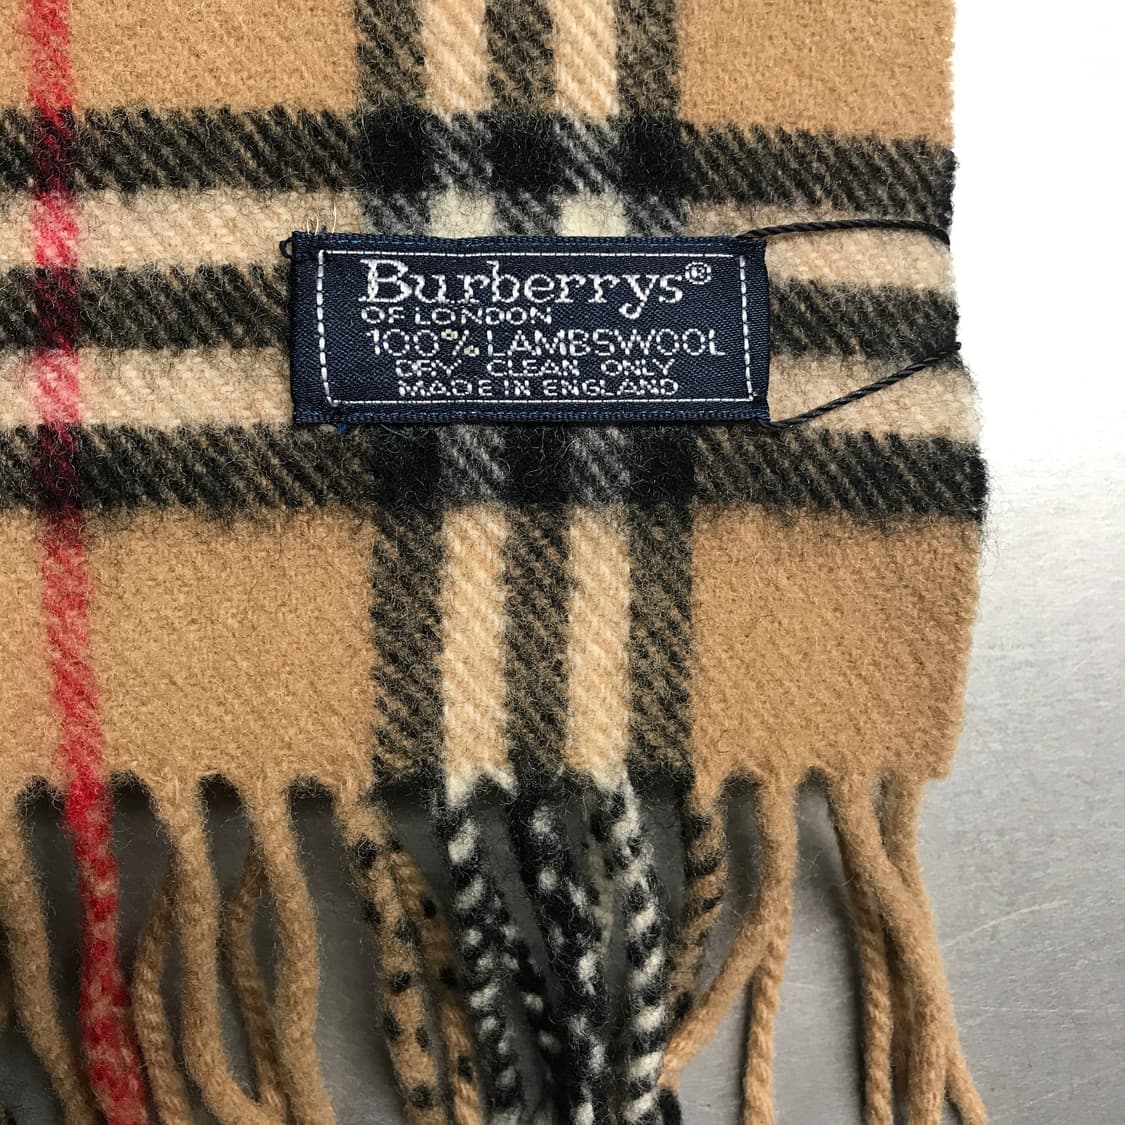 Burberrys®
OF LONDON
100% LAMBSWOOL
DRY CLEAN ONLY
MADE IN ENGLAND